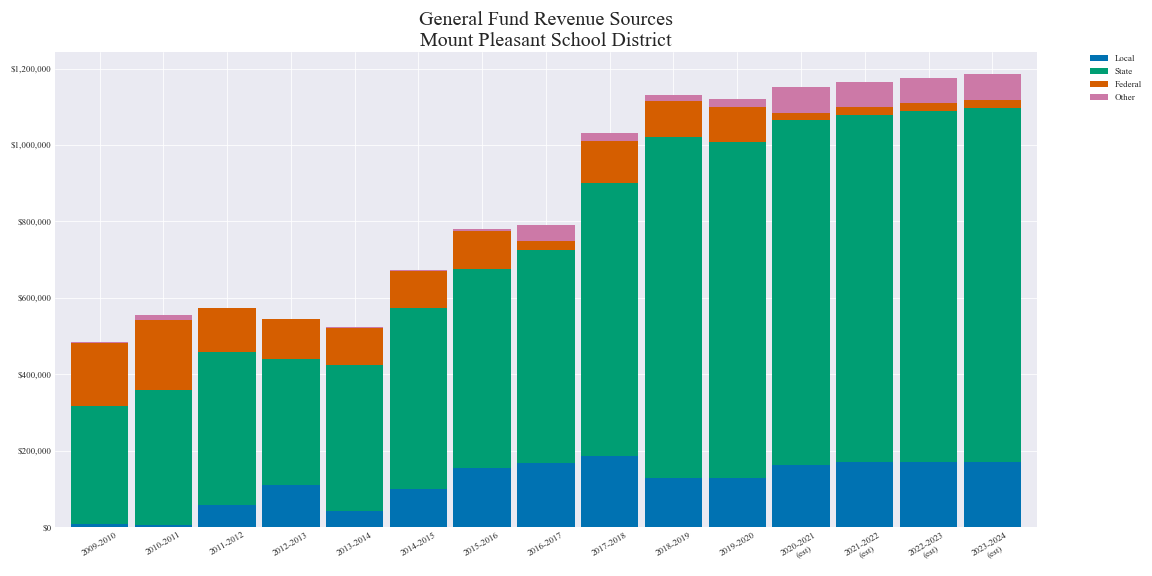 General Fund Revenue Sources
Mount Pleasant School District
Local
State
Federal
Other
$1,200,000
$1,000,000
$800,000
$600,000
$400,000
$200,000
$0
2009-2010
2010-2011
2011-2012
2012-2013
2013-2014
2014-2015
2015-2016
2016-2017
2017-2018
2018-2019
2019-2020
2020-2021
(est)
2021-2022
(est)
2022-2023
(est)
2023-2024
(est)